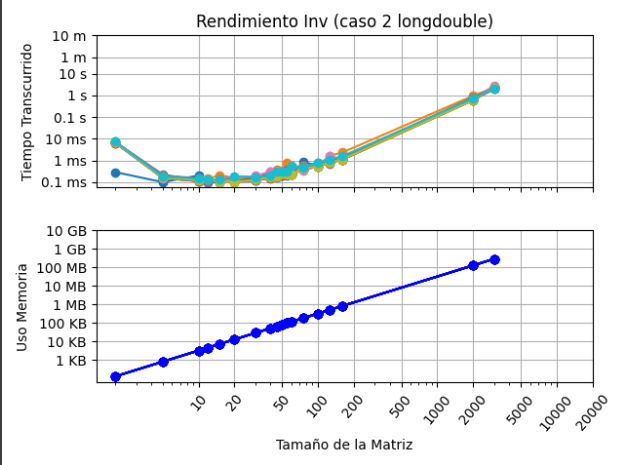 Rendimiento Inv (caso 2 longdouble)
Tiempo Transcurrido
10 m
1 m
10 s
1 s
0.1 s
10 ms
1 ms
0.1 ms
Uso Memoria
10 GB
1 GB
100 MB
10 MB
1 MB
100 KB
10 KB
1 KB
10 20 50 100 200 500 1000 2000 5000 10000 20000
Tamaño de la Matriz